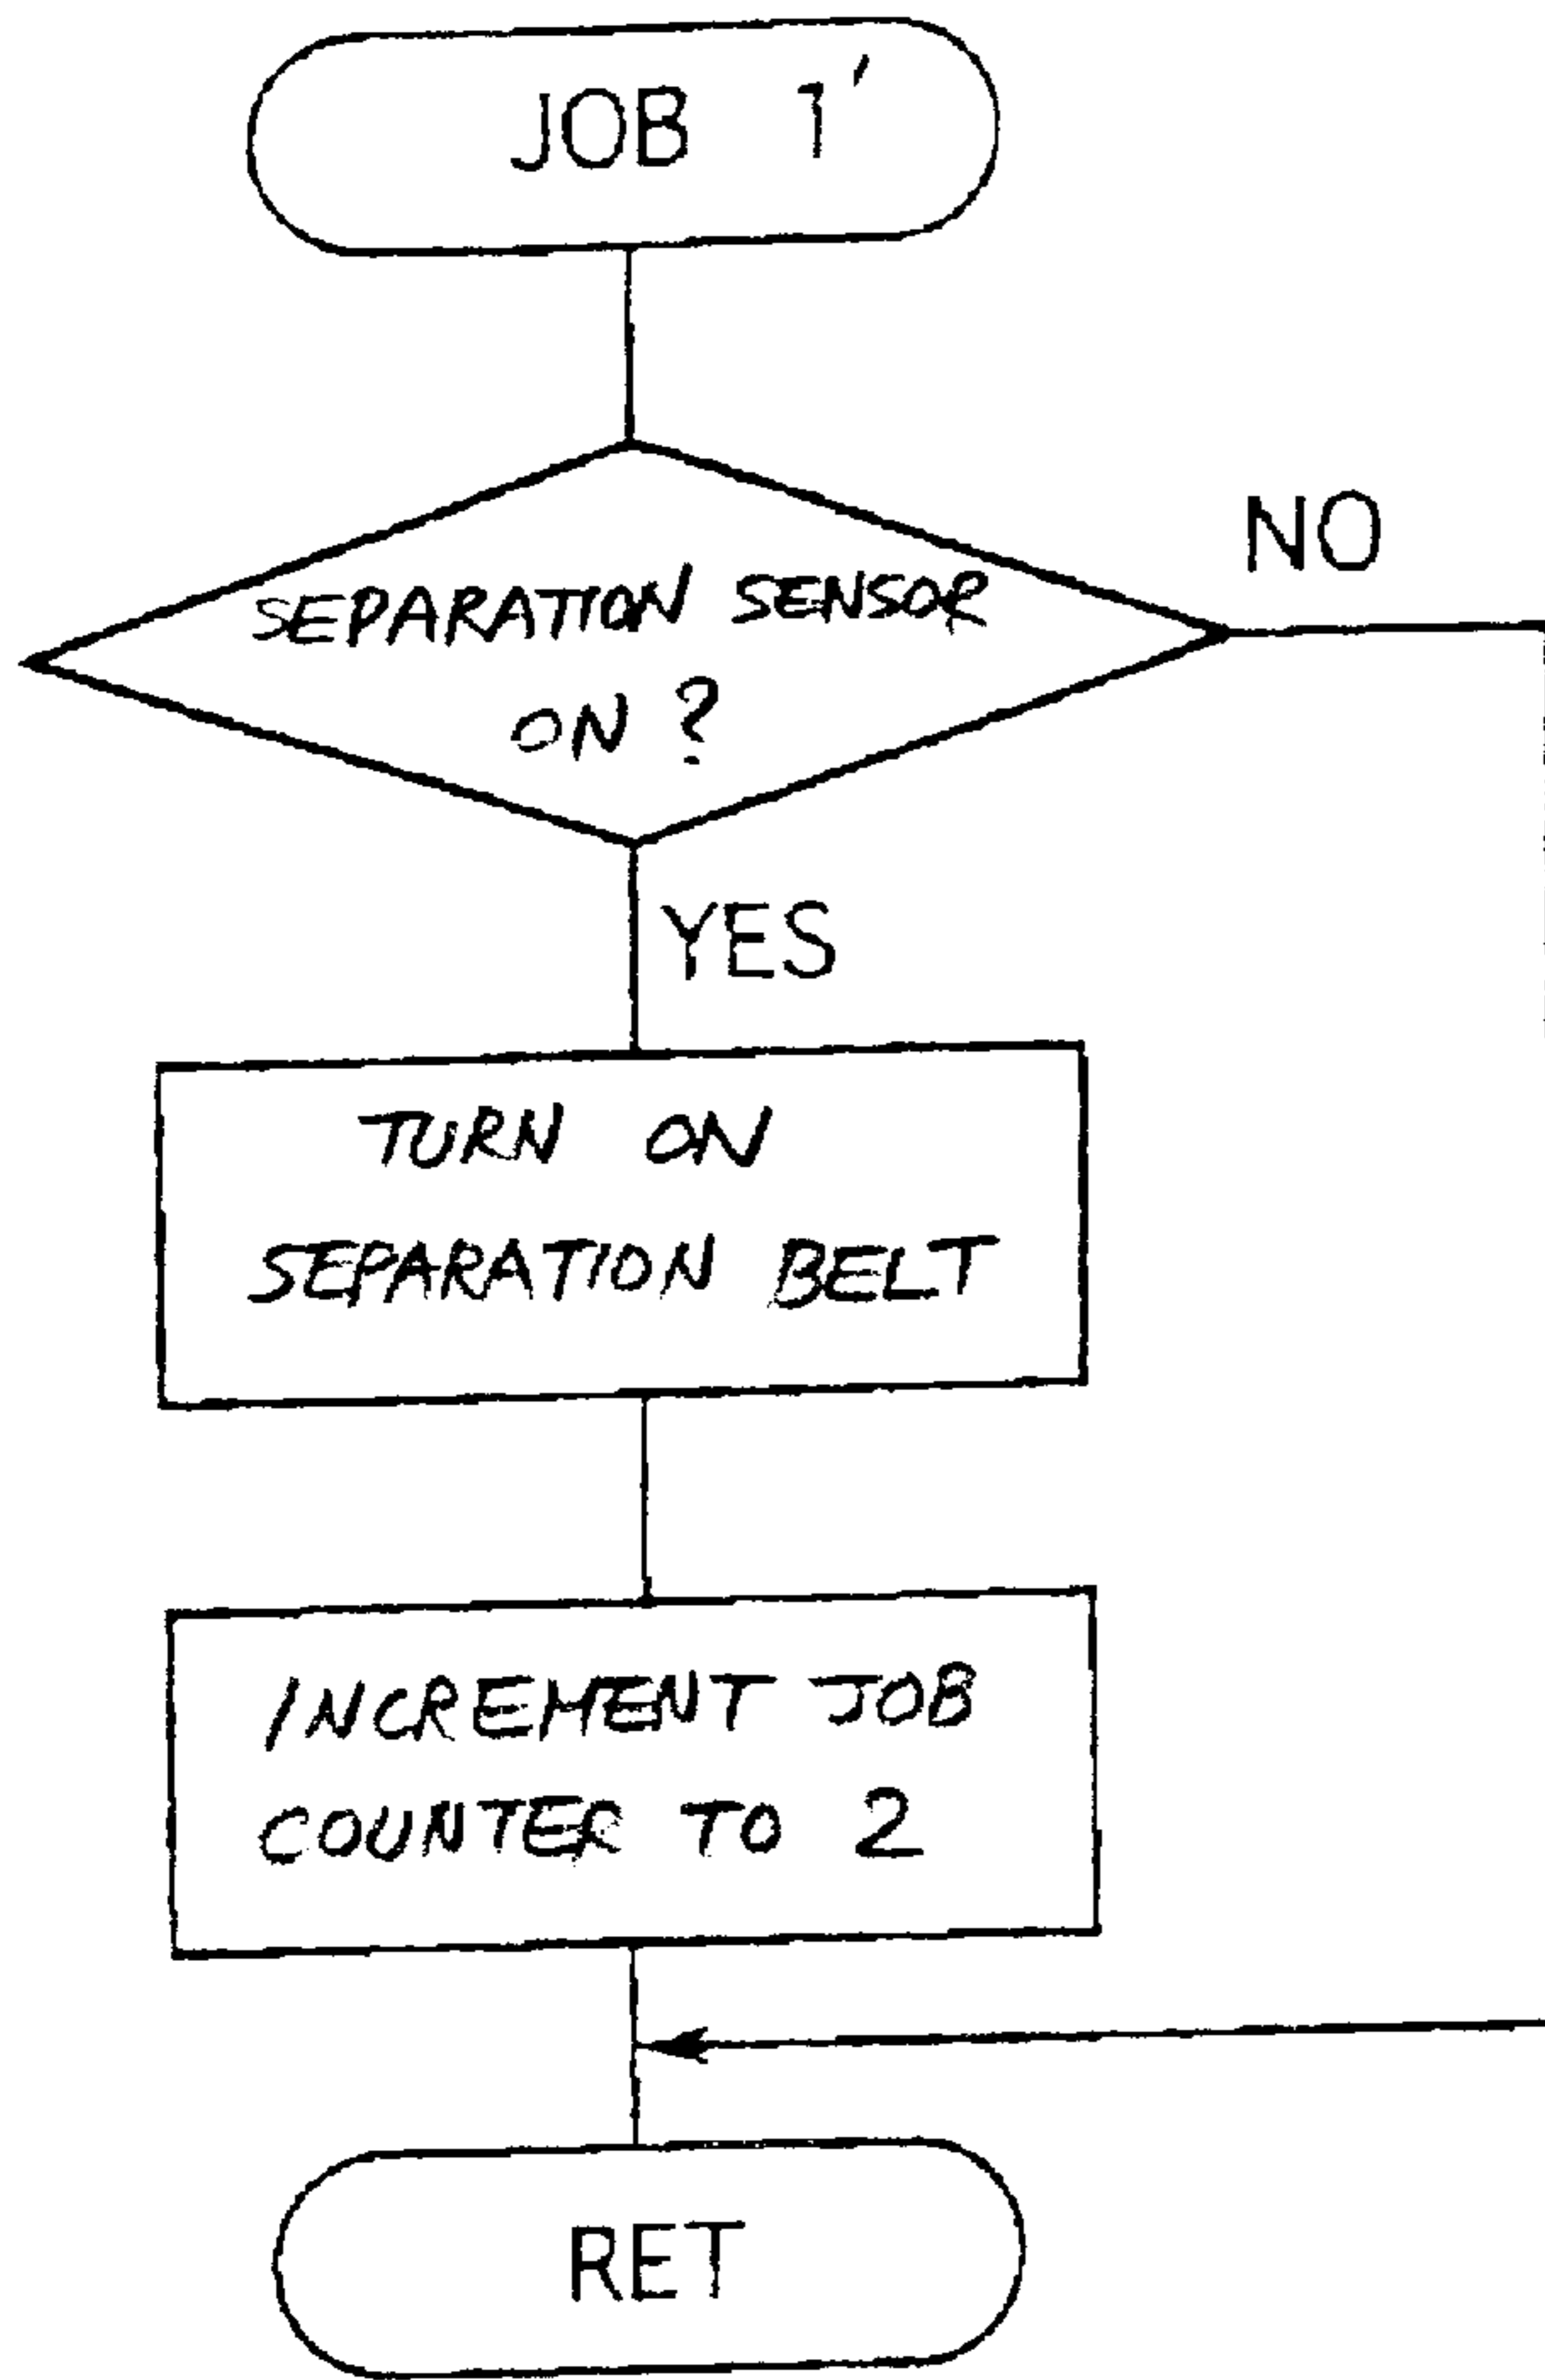 JOB 1'
NO
SEPARATION SENSOR
ON ?
YES
TURN ON
SEPARATION BELT
INCREMENT JOB
COUNTER TO 2
RET